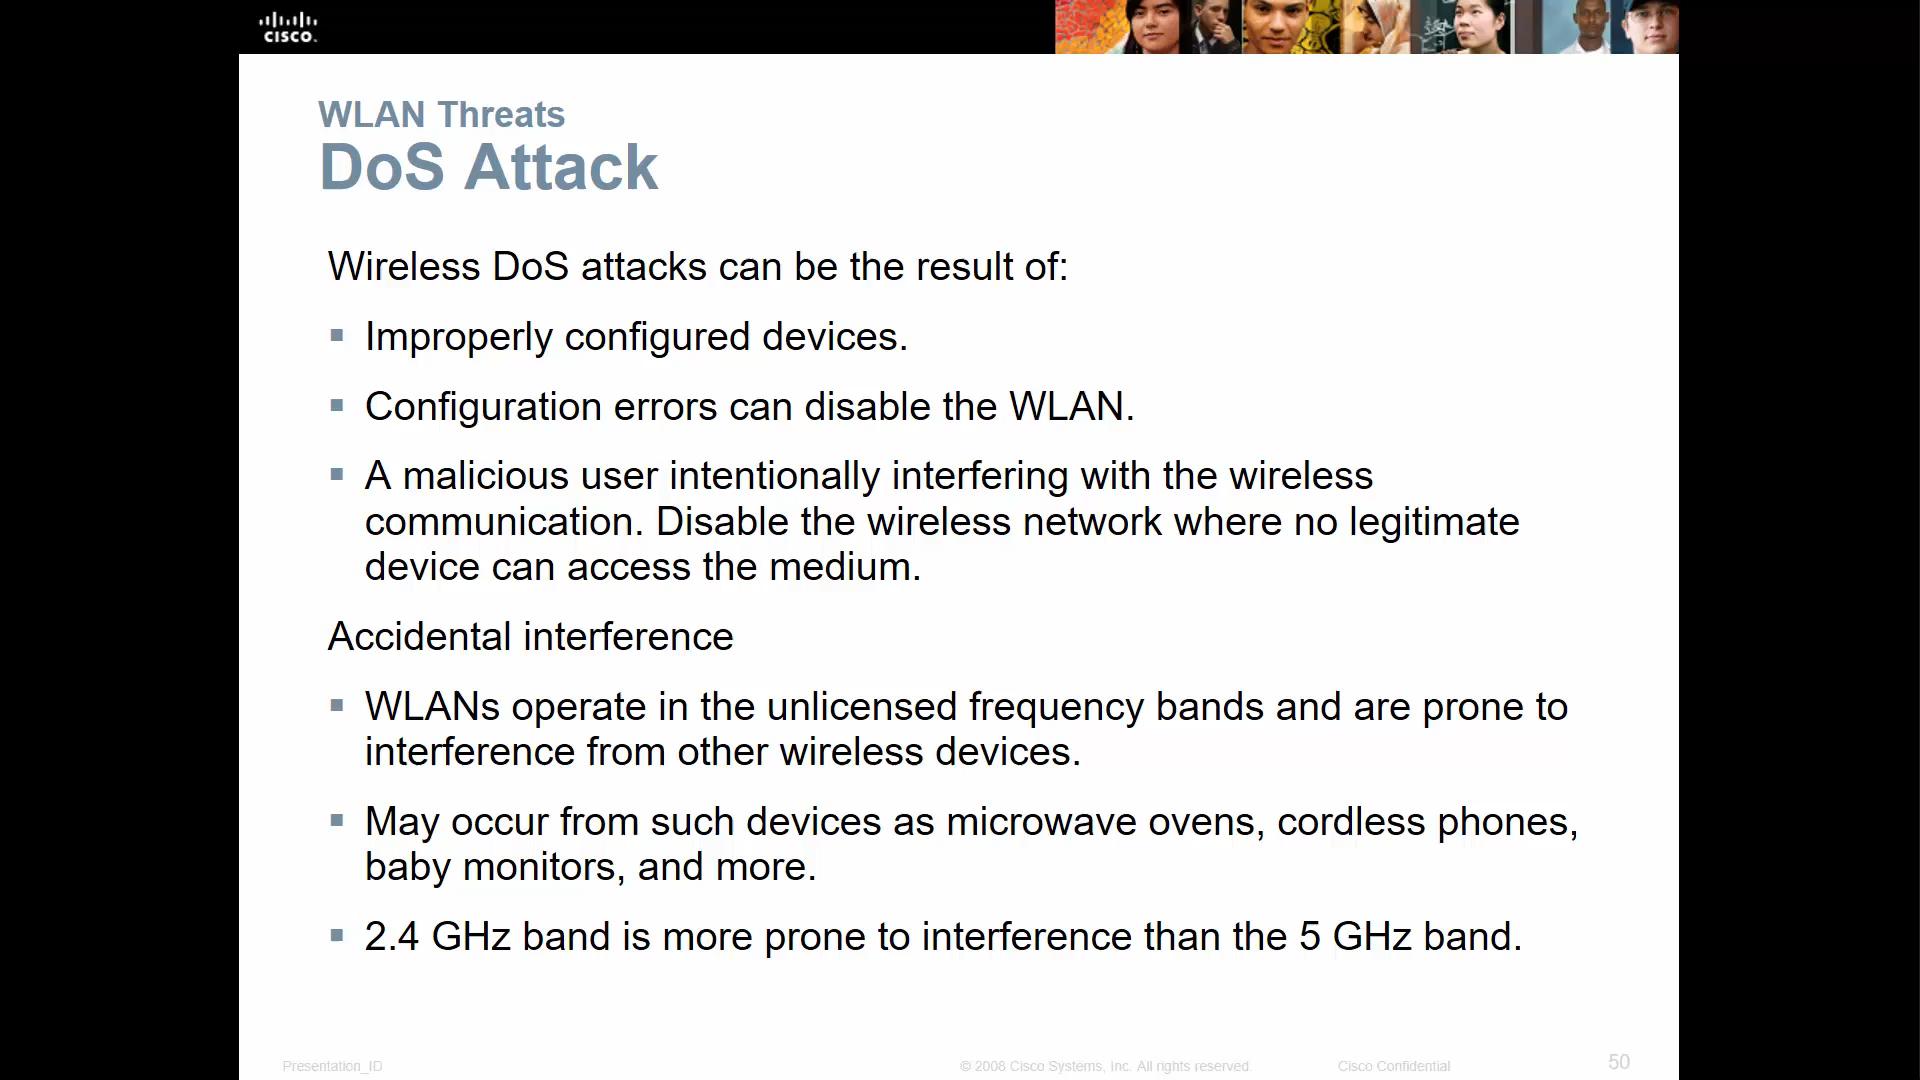 CISCO.
WLAN Threats
DoS Attack
Wireless DoS attacks can be the result of:
▪ Improperly configured devices.
▪ Configuration errors can disable the WLAN.
▪ A malicious user intentionally interfering with the wireless
communication. Disable the wireless network where no legitimate
device can access the medium.
Accidental interference
▪ WLANs operate in the unlicensed frequency bands and are prone to
interference from other wireless devices.
▪ May occur from such devices as microwave ovens, cordless phones,
baby monitors, and more.
▪ 2.4 GHz band is more prone to interference than the 5 GHz band.
Presentation_ID © 2008 Cisco Systems, Inc. All rights reserved. Cisco Confidential 50